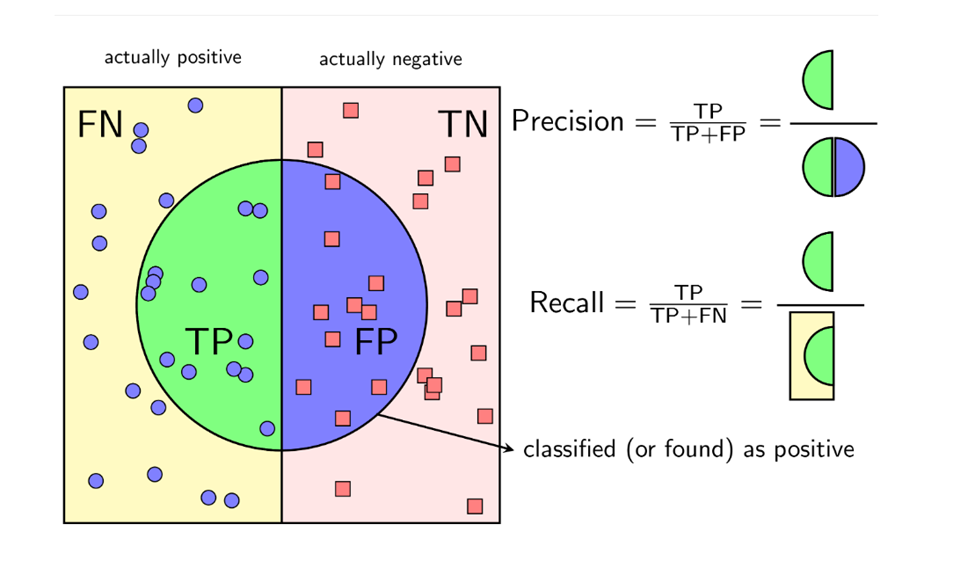 actually positive
actually negative
FN
TN
TP
FP
Precision = TP/TP+FP =
Recall = TP/TP+FN =
classified (or found) as positive